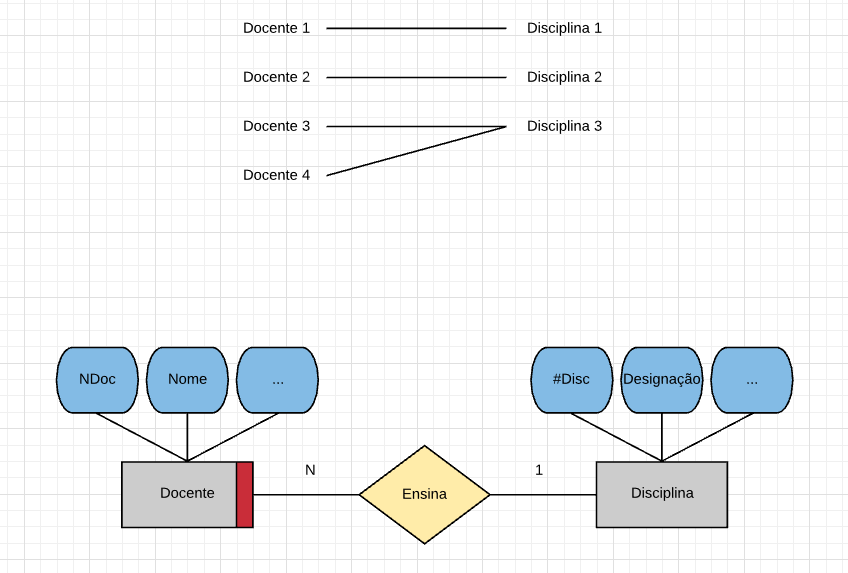 Docente 1 Disciplina 1
Docente 2 Disciplina 2
Docente 3 Disciplina 3
Docente 4
NDoc Nome ... #Disc Designação ...
N 1
Docente Ensina Disciplina